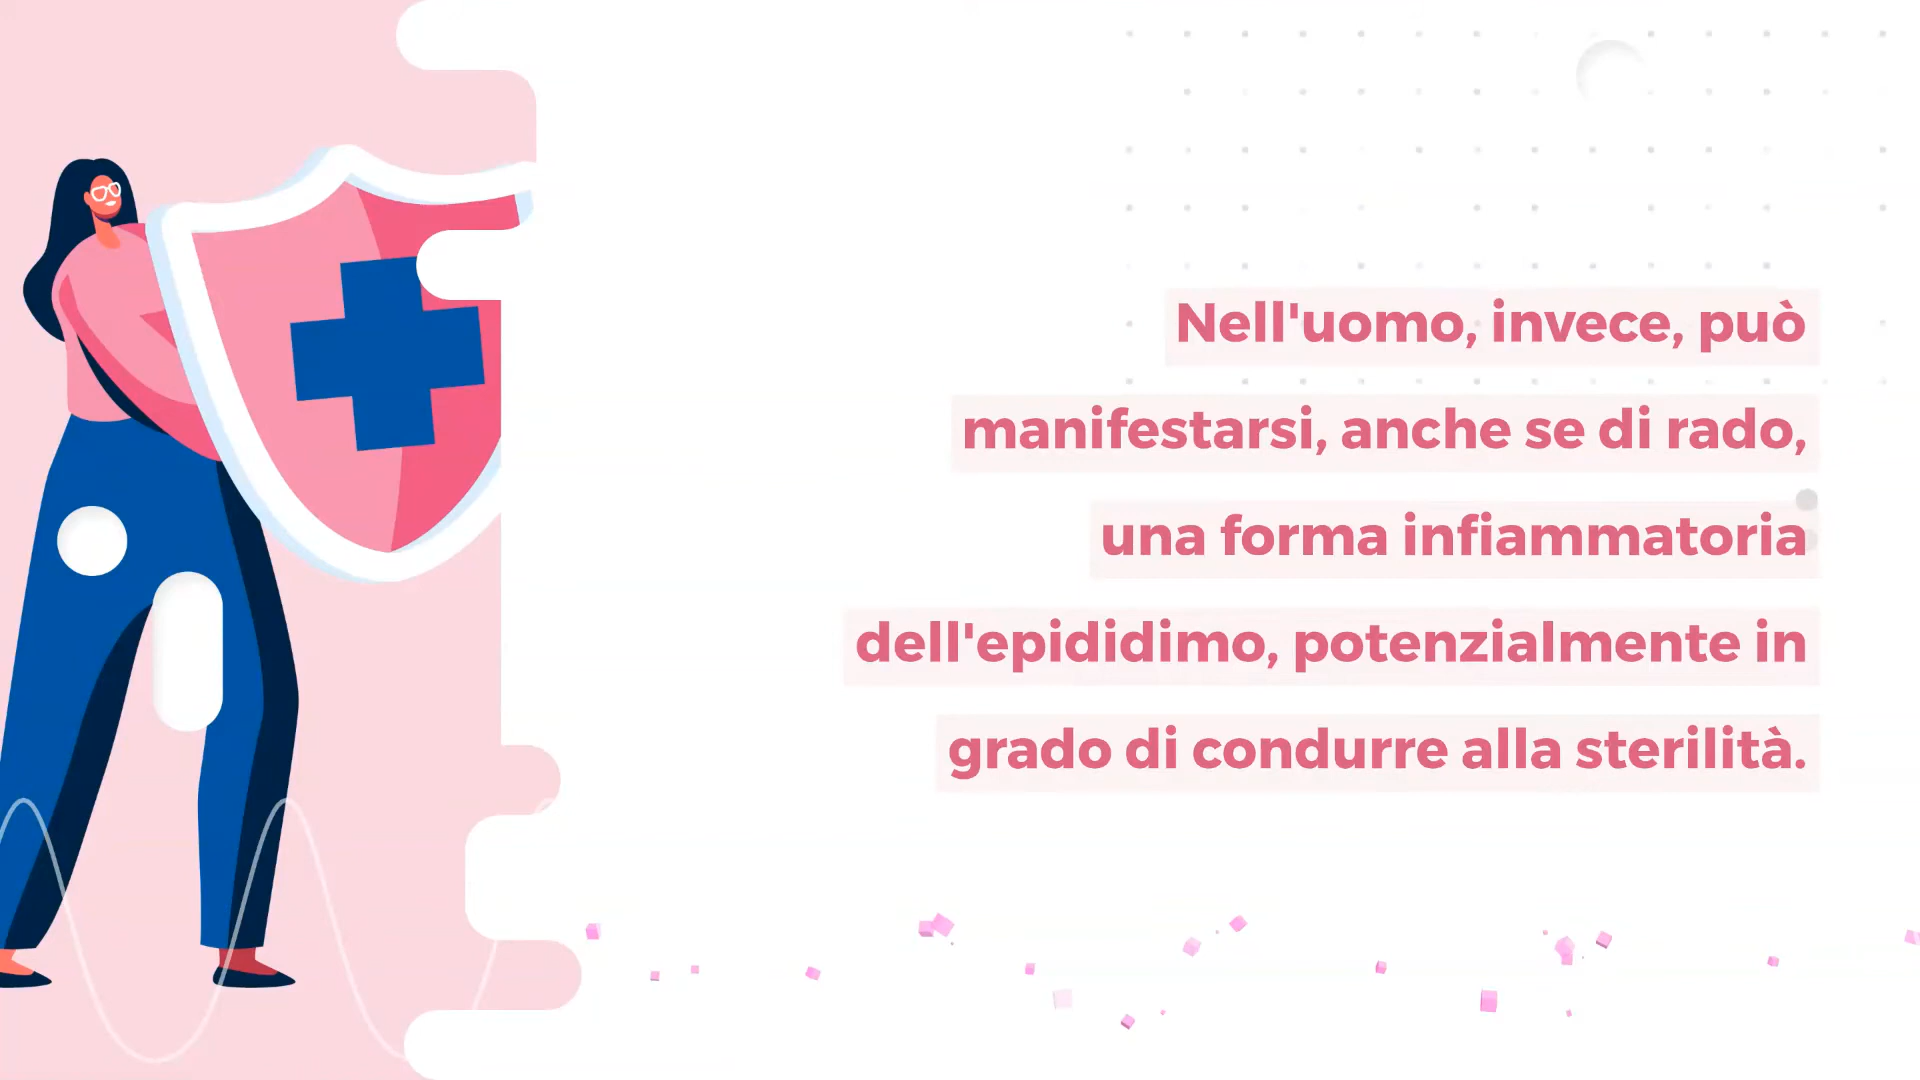 Nell'uomo, invece, può
manifestarsi, anche se di rado,
una forma infiammatoria
dell'epididimo, potenzialmente in
grado di condurre alla sterilità.